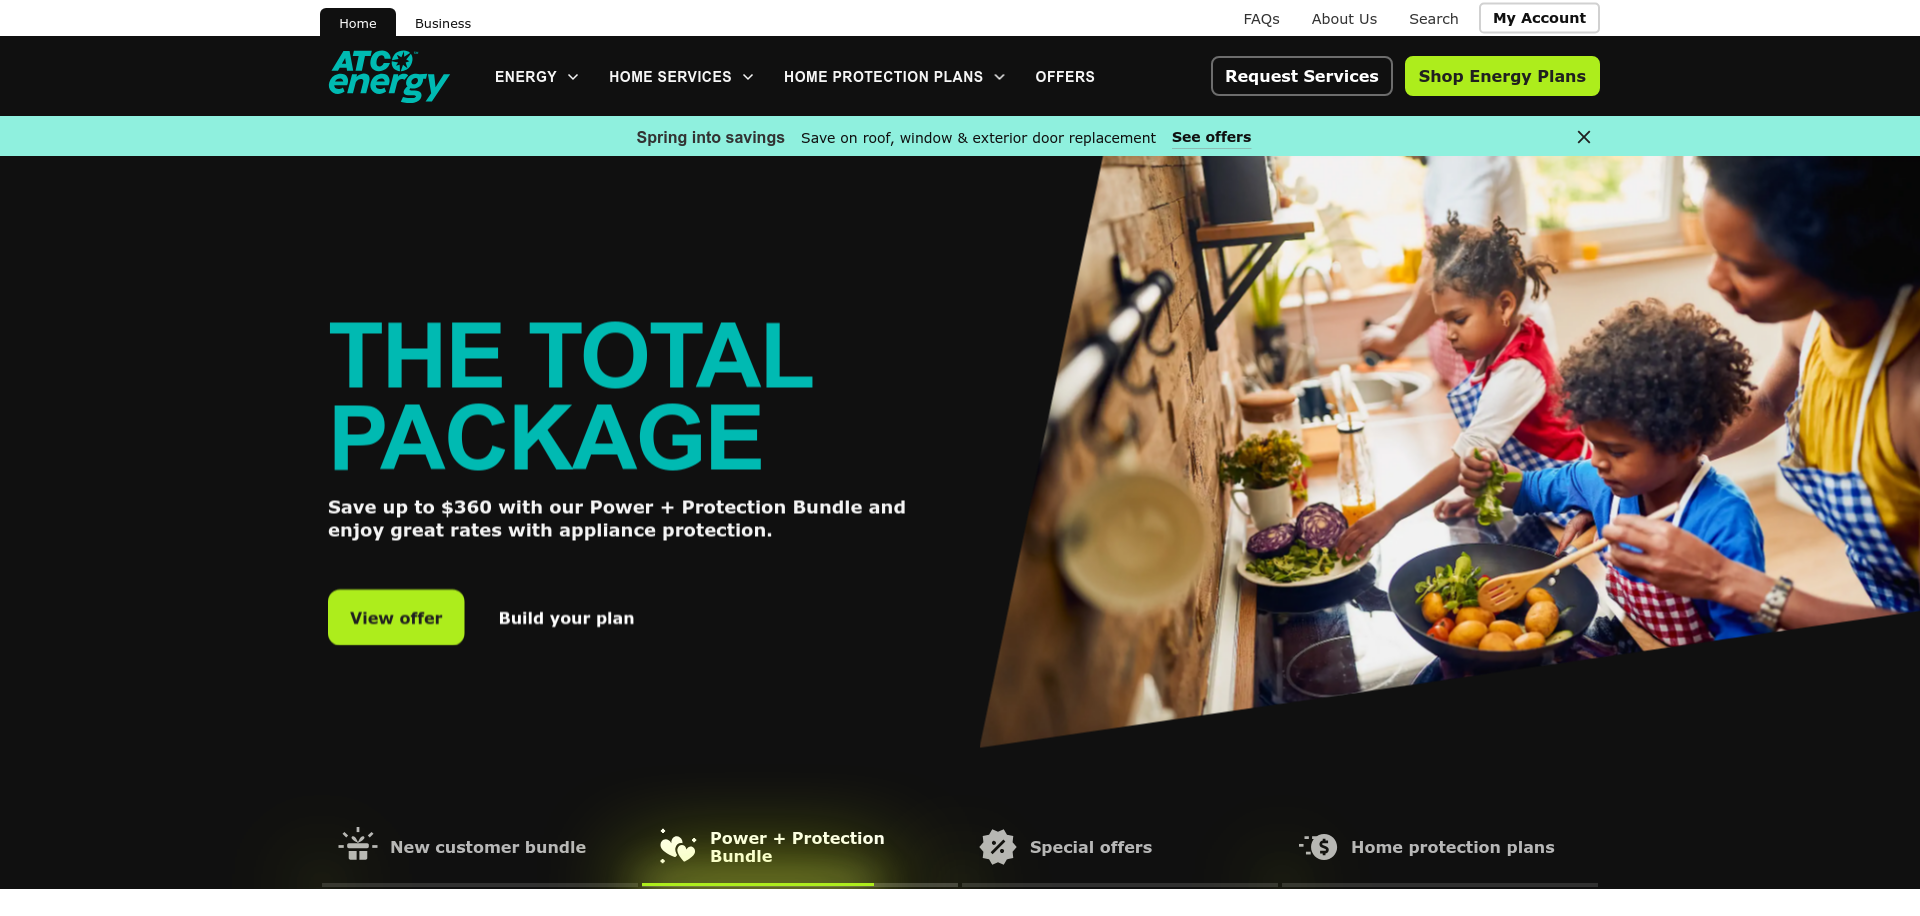 Home
Business
FAQs
About Us
Search
My Account
ATCO
energy
ENERGY
HOME SERVICES
HOME PROTECTION PLANS
OFFERS
Request Services
Shop Energy Plans
Spring into savings
Save on roof, window & exterior door replacement
See offers
THE TOTAL
PACKAGE
Save up to $360 with our Power + Protection Bundle and
enjoy great rates with appliance protection.
View offer
Build your plan
New customer bundle
Power + Protection
Bundle
Special offers
Home protection plans